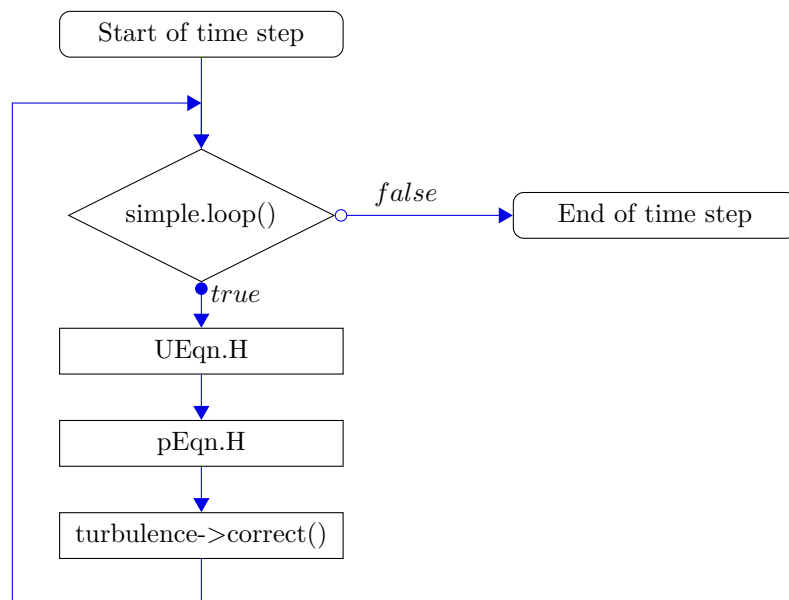 Start of time step
simple.loop()
false
End of time step
true
UEqn.H
pEqn.H
turbulence->correct()